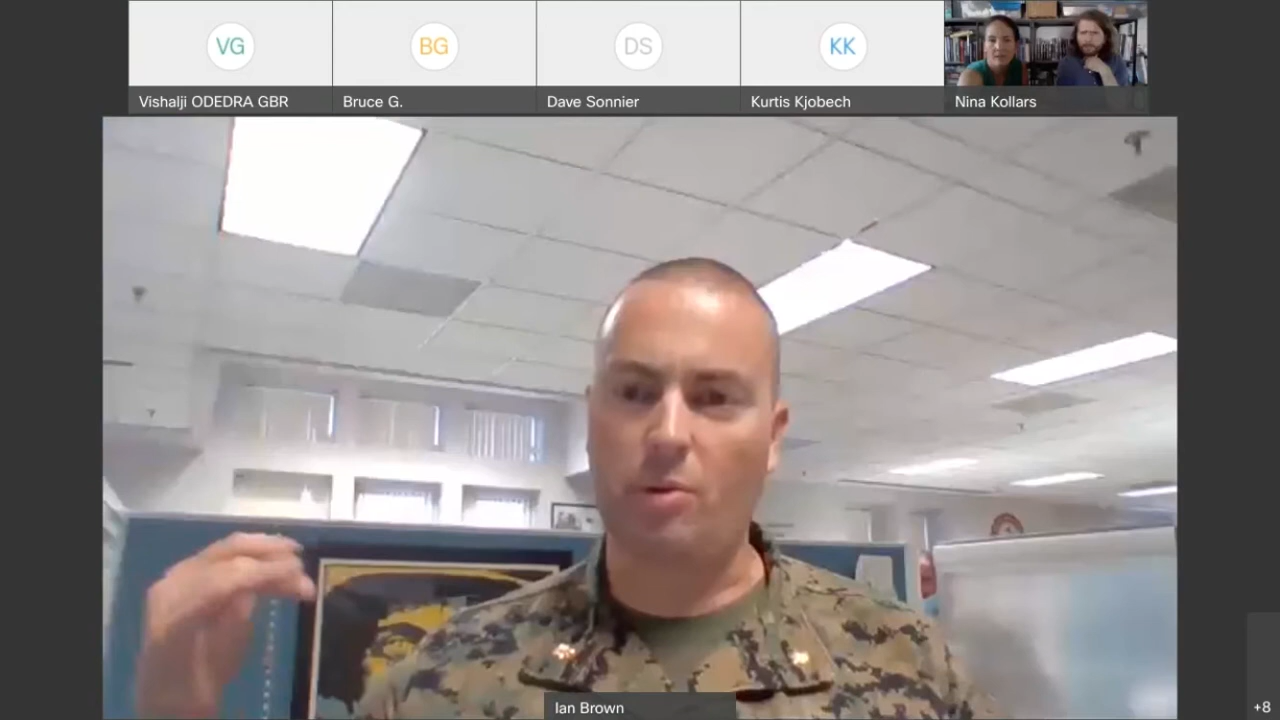 VG
BG
DS
KK
Vishalji ODEDRA GBR
Bruce G.
Dave Sonnier
Kurtis Kjobech
Nina Kollars
Ian Brown
+8